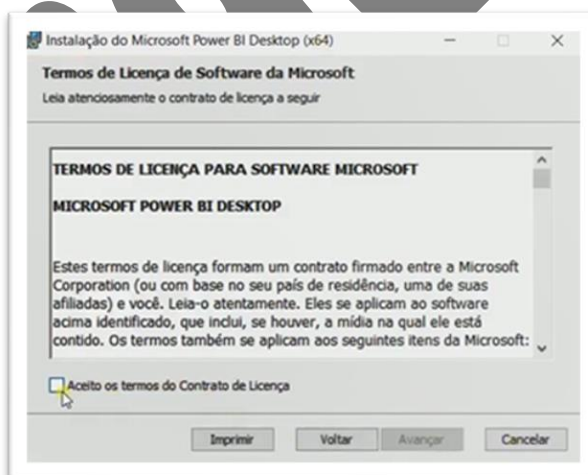 Instalação do Microsoft Power BI Desktop (x64)
Termos de Licença de Software da Microsoft
Leia atenciosamente o contrato de licença a seguir
TERMOS DE LICENÇA PARA SOFTWARE MICROSOFT
MICROSOFT POWER BI DESKTOP
Estes termos de licença formam um contrato firmado entre a Microsoft
Corporation (ou com base no seu país de residência, uma de suas
afiliadas) e você. Leia-o atentamente. Eles se aplicam ao software
acima identificado, que inclui, se houver, a mídia na qual ele está
contido. Os termos também se aplicam aos seguintes itens da Microsoft:
Aceito os termos do Contrato de Licença
Imprimir Voltar Avançar Cancelar